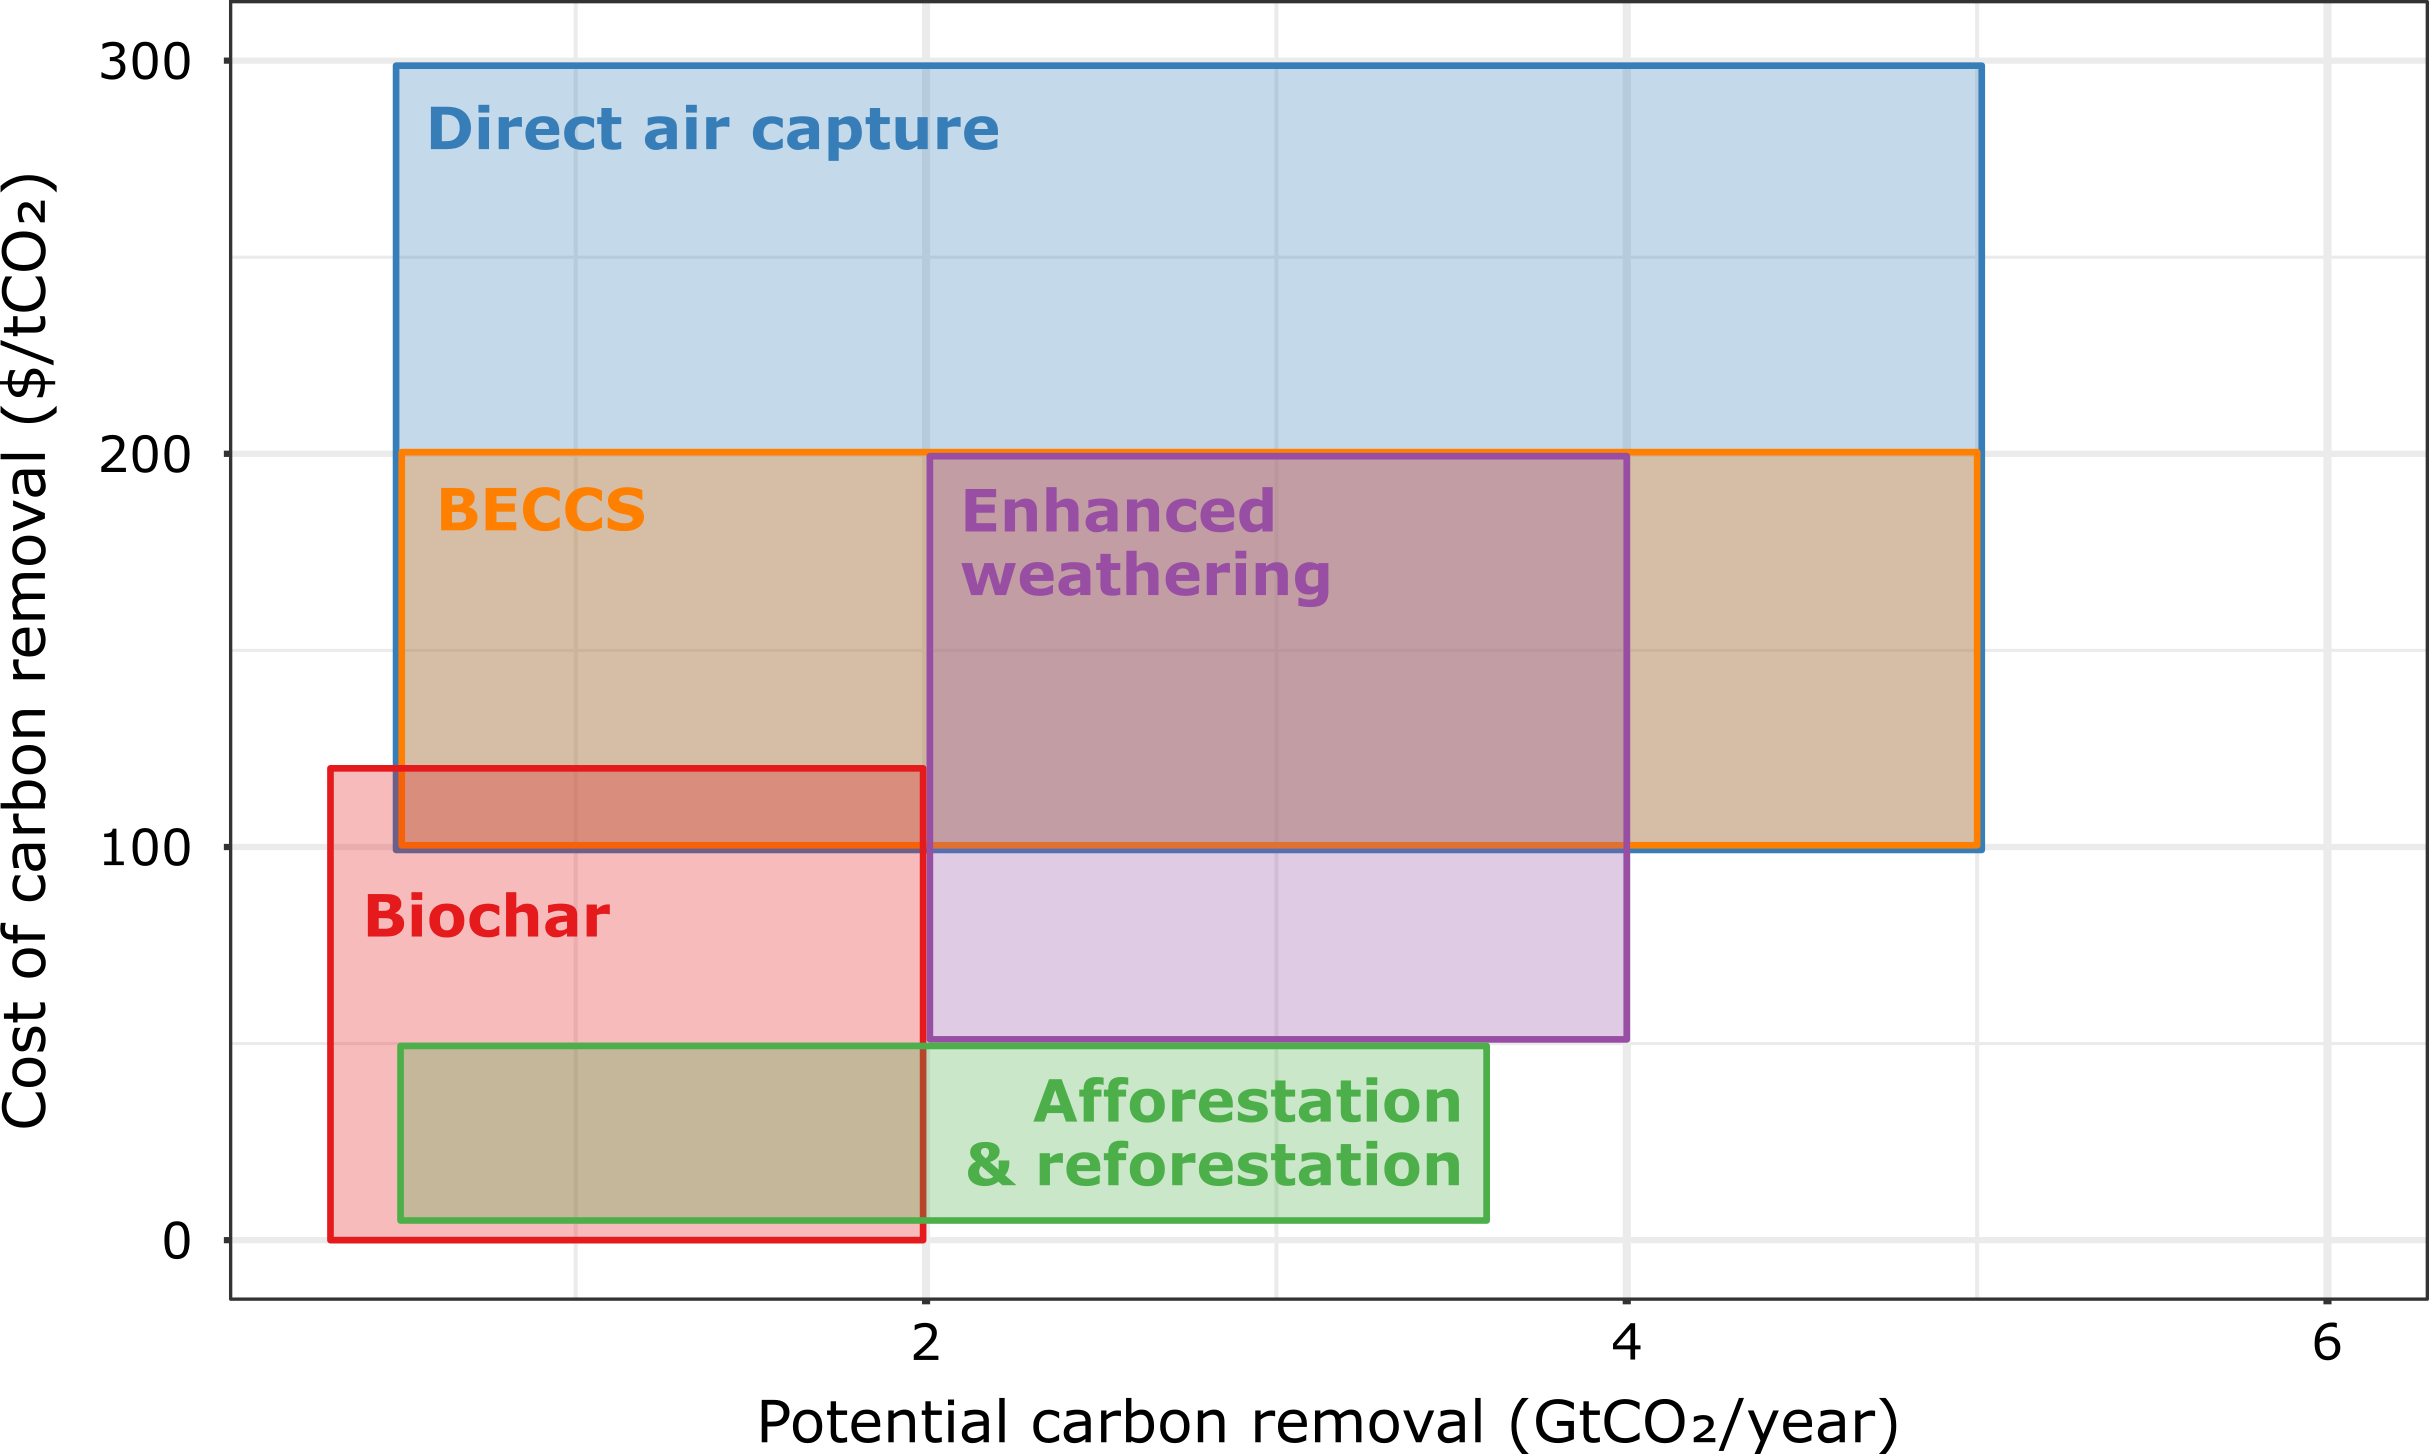 Cost of carbon removal ($/tCO₂)
300
200
100
0
Direct air capture
BECCS
Enhanced
weathering
Biochar
Afforestation
& reforestation
2
4
6
Potential carbon removal (GtCO₂/year)